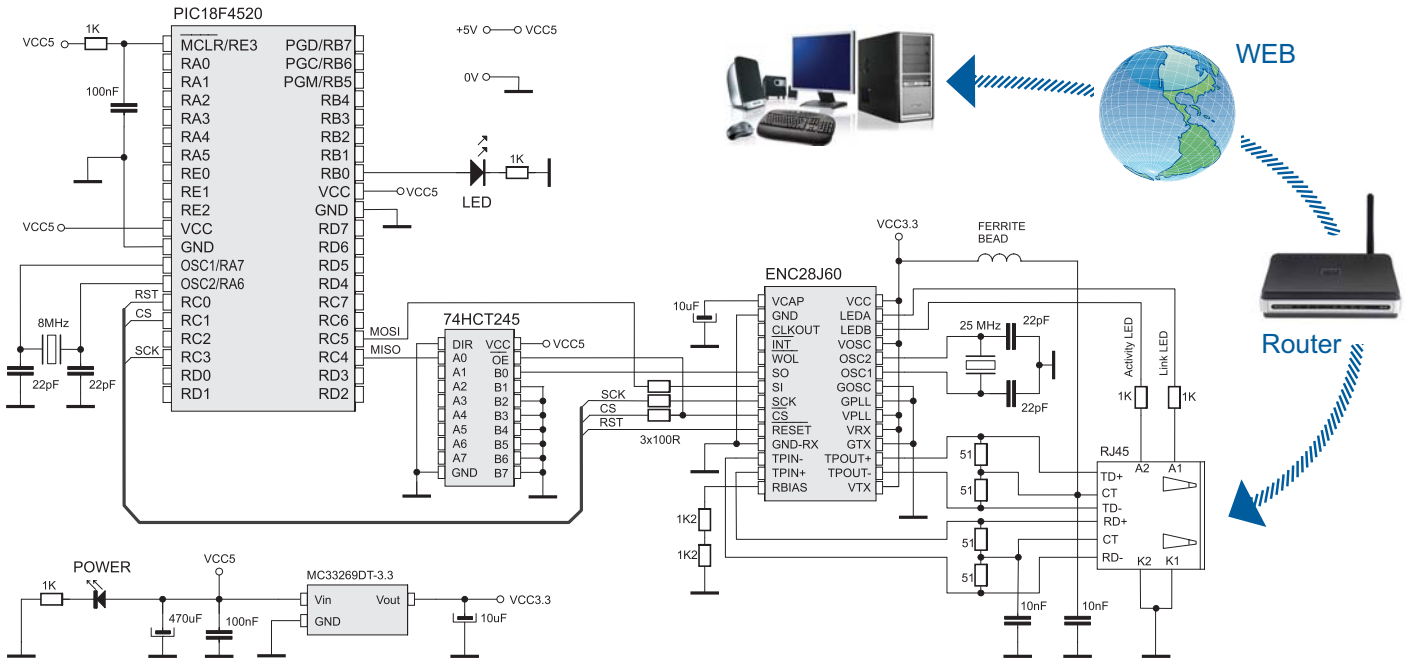 PIC18F4520
1K
VCC5
MCLR/RE3
RA0
RA1
RA2
RA3
RA4
RA5
RE0
RE1
RE2
VCC
GND
OSC1/RA7
OSC2/RA6
RC0
RC1
RC2
RC3
RD0
RD1
PGD/RB7
PGC/RB6
PGM/RB5
RB4
RB3
RB2
RB1
RB0
VCC
GND
RD7
RD6
RD5
RD4
RC7
RC6
RC5
RC4
RD3
RD2
100nF
VCC5
RST
CS
SCK
8MHz
22pF
22pF
+5V
VCC5
0V
LED
1K
VCC5
MOSI
MISO
74HCT245
DIR
A0
A1
A2
A3
A4
A5
A6
A7
GND
VCC
OE
B0
B1
B2
B3
B4
B5
B6
B7
VCC5
SCK
CS
RST
3x100R
ENC28J60
10uF
VCAP
GND
CLKOUT
INT
WOL
SO
SI
SCK
CS
RESET
GND-RX
TPIN-
TPIN+
RBIAS
VCC
LEDA
LEDB
VOSC
OSC2
OSC1
GOSC
GPLL
VPLL
VRX
GTX
TPOUT+
TPOUT-
VTX
1K2
1K2
VCC3.3
FERRITE
BEAD
25 MHz
22pF
22pF
Activity LED
Link LED
1K
1K
51
51
51
51
RJ45
A2
A1
TD+
CT
TD-
RD+
CT
RD-
K2
K1
10nF
10nF
WEB
Router
POWER
1K
VCC5
470uF
100nF
MC33269DT-3.3
Vin
Vout
GND
VCC3.3
10uF